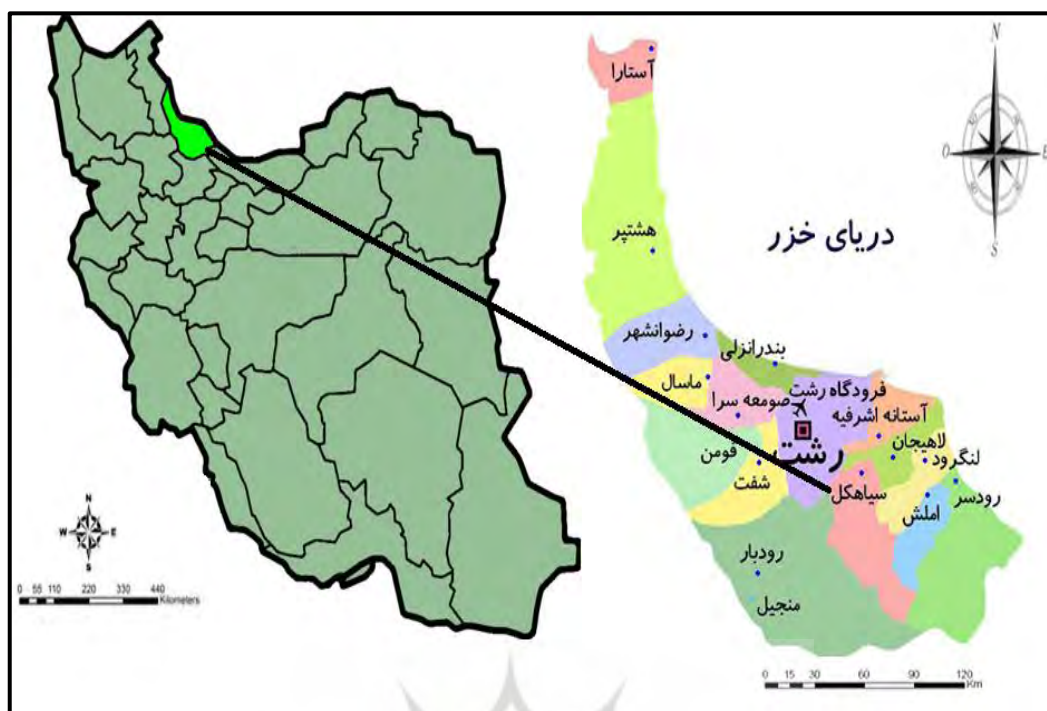 N
W E
S
0 55 110 220 330 440
Kilometers
N
O E
S
آستارا
هشتپر
دریای خزر
رضوانشهر
بندرانزلی
ماسال
صومعه سرا
فرودگاه رشت
آستانه اشرفیه
لاهیجان
لنگرود
رودسر
فومن
شفت
رشت
سیاهکل
املش
رودبار
منجیل
0 15 30 60 90 120
Km